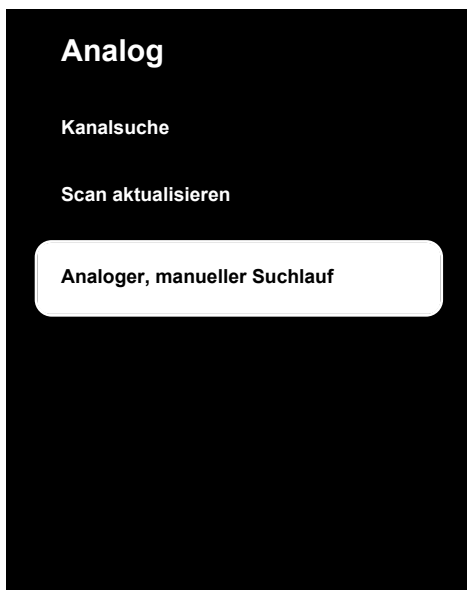 Analog
Kanalsuche
Scan aktualisieren
Analoger, manueller Suchlauf